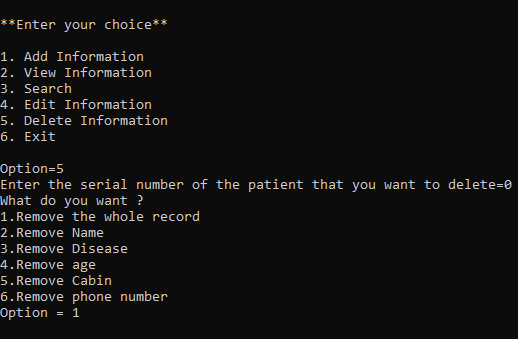 **Enter your choice**
1. Add Information
2. View Information
3. Search
4. Edit Information
5. Delete Information
6. Exit
Option=5
Enter the serial number of the patient that you want to delete=0
What do you want ?
1.Remove the whole record
2.Remove Name
3.Remove Disease
4.Remove age
5.Remove Cabin
6.Remove phone number
Option = 1